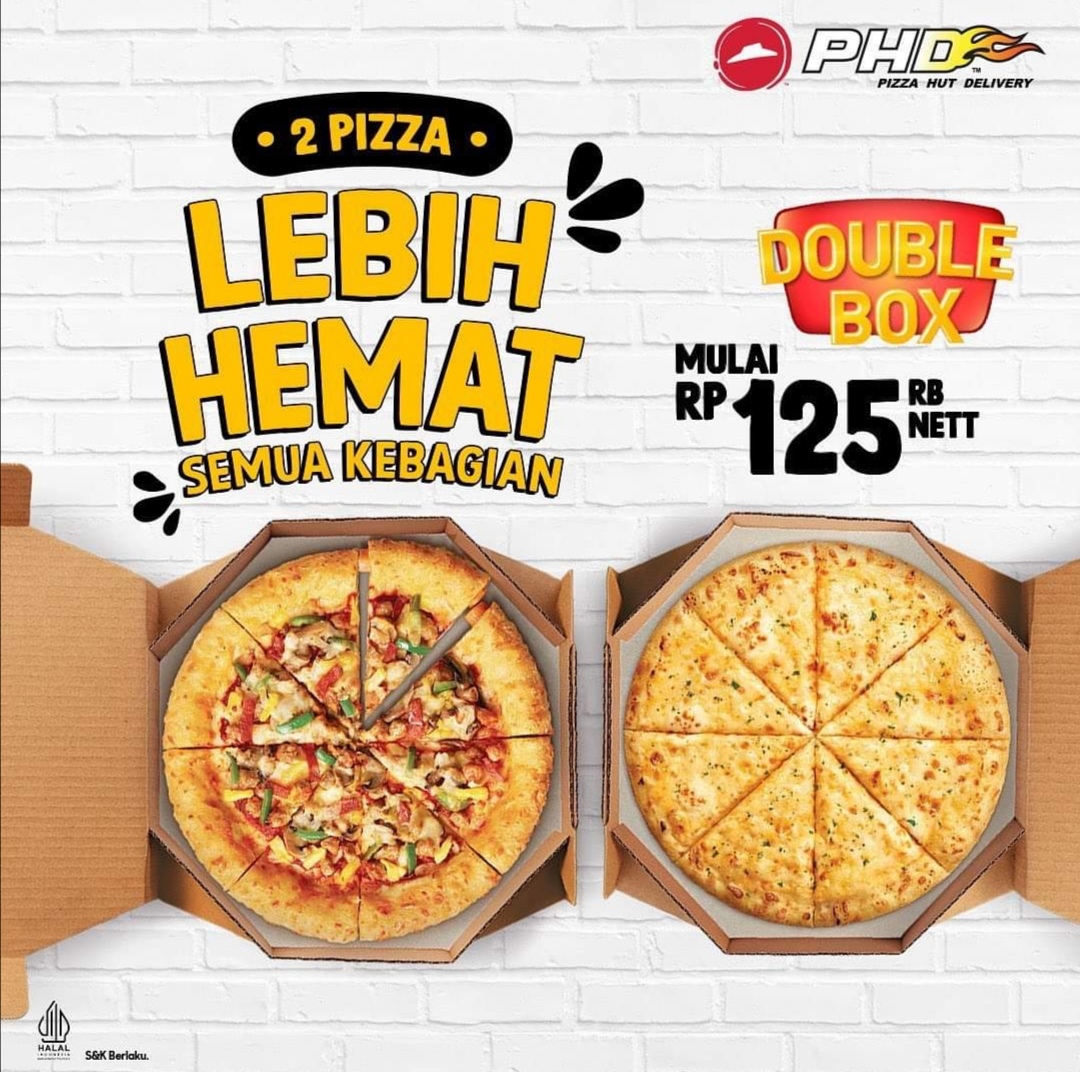 PHD
PIZZA HUT DELIVERY
• 2 PIZZA •
LEBIH
HEMAT
SEMUA KEBAGIAN
DOUBLE
BOX
MULAI
RP 125 RB
NETT
HALAL
INDONESIA
S&K Berlaku.